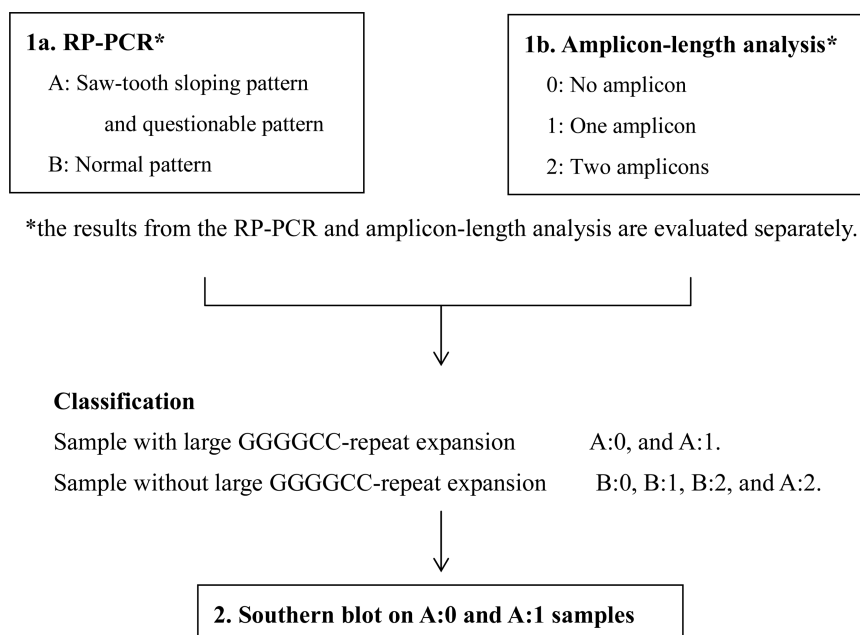 1a. RP-PCR*
A: Saw-tooth sloping pattern
and questionable pattern
B: Normal pattern
1b. Amplicon-length analysis*
0: No amplicon
1: One amplicon
2: Two amplicons
*the results from the RP-PCR and amplicon-length analysis are evaluated separately.
Classification
Sample with large GGGGCC-repeat expansion A:0, and A:1.
Sample without large GGGGCC-repeat expansion B:0, B:1, B:2, and A:2.
2. Southern blot on A:0 and A:1 samples